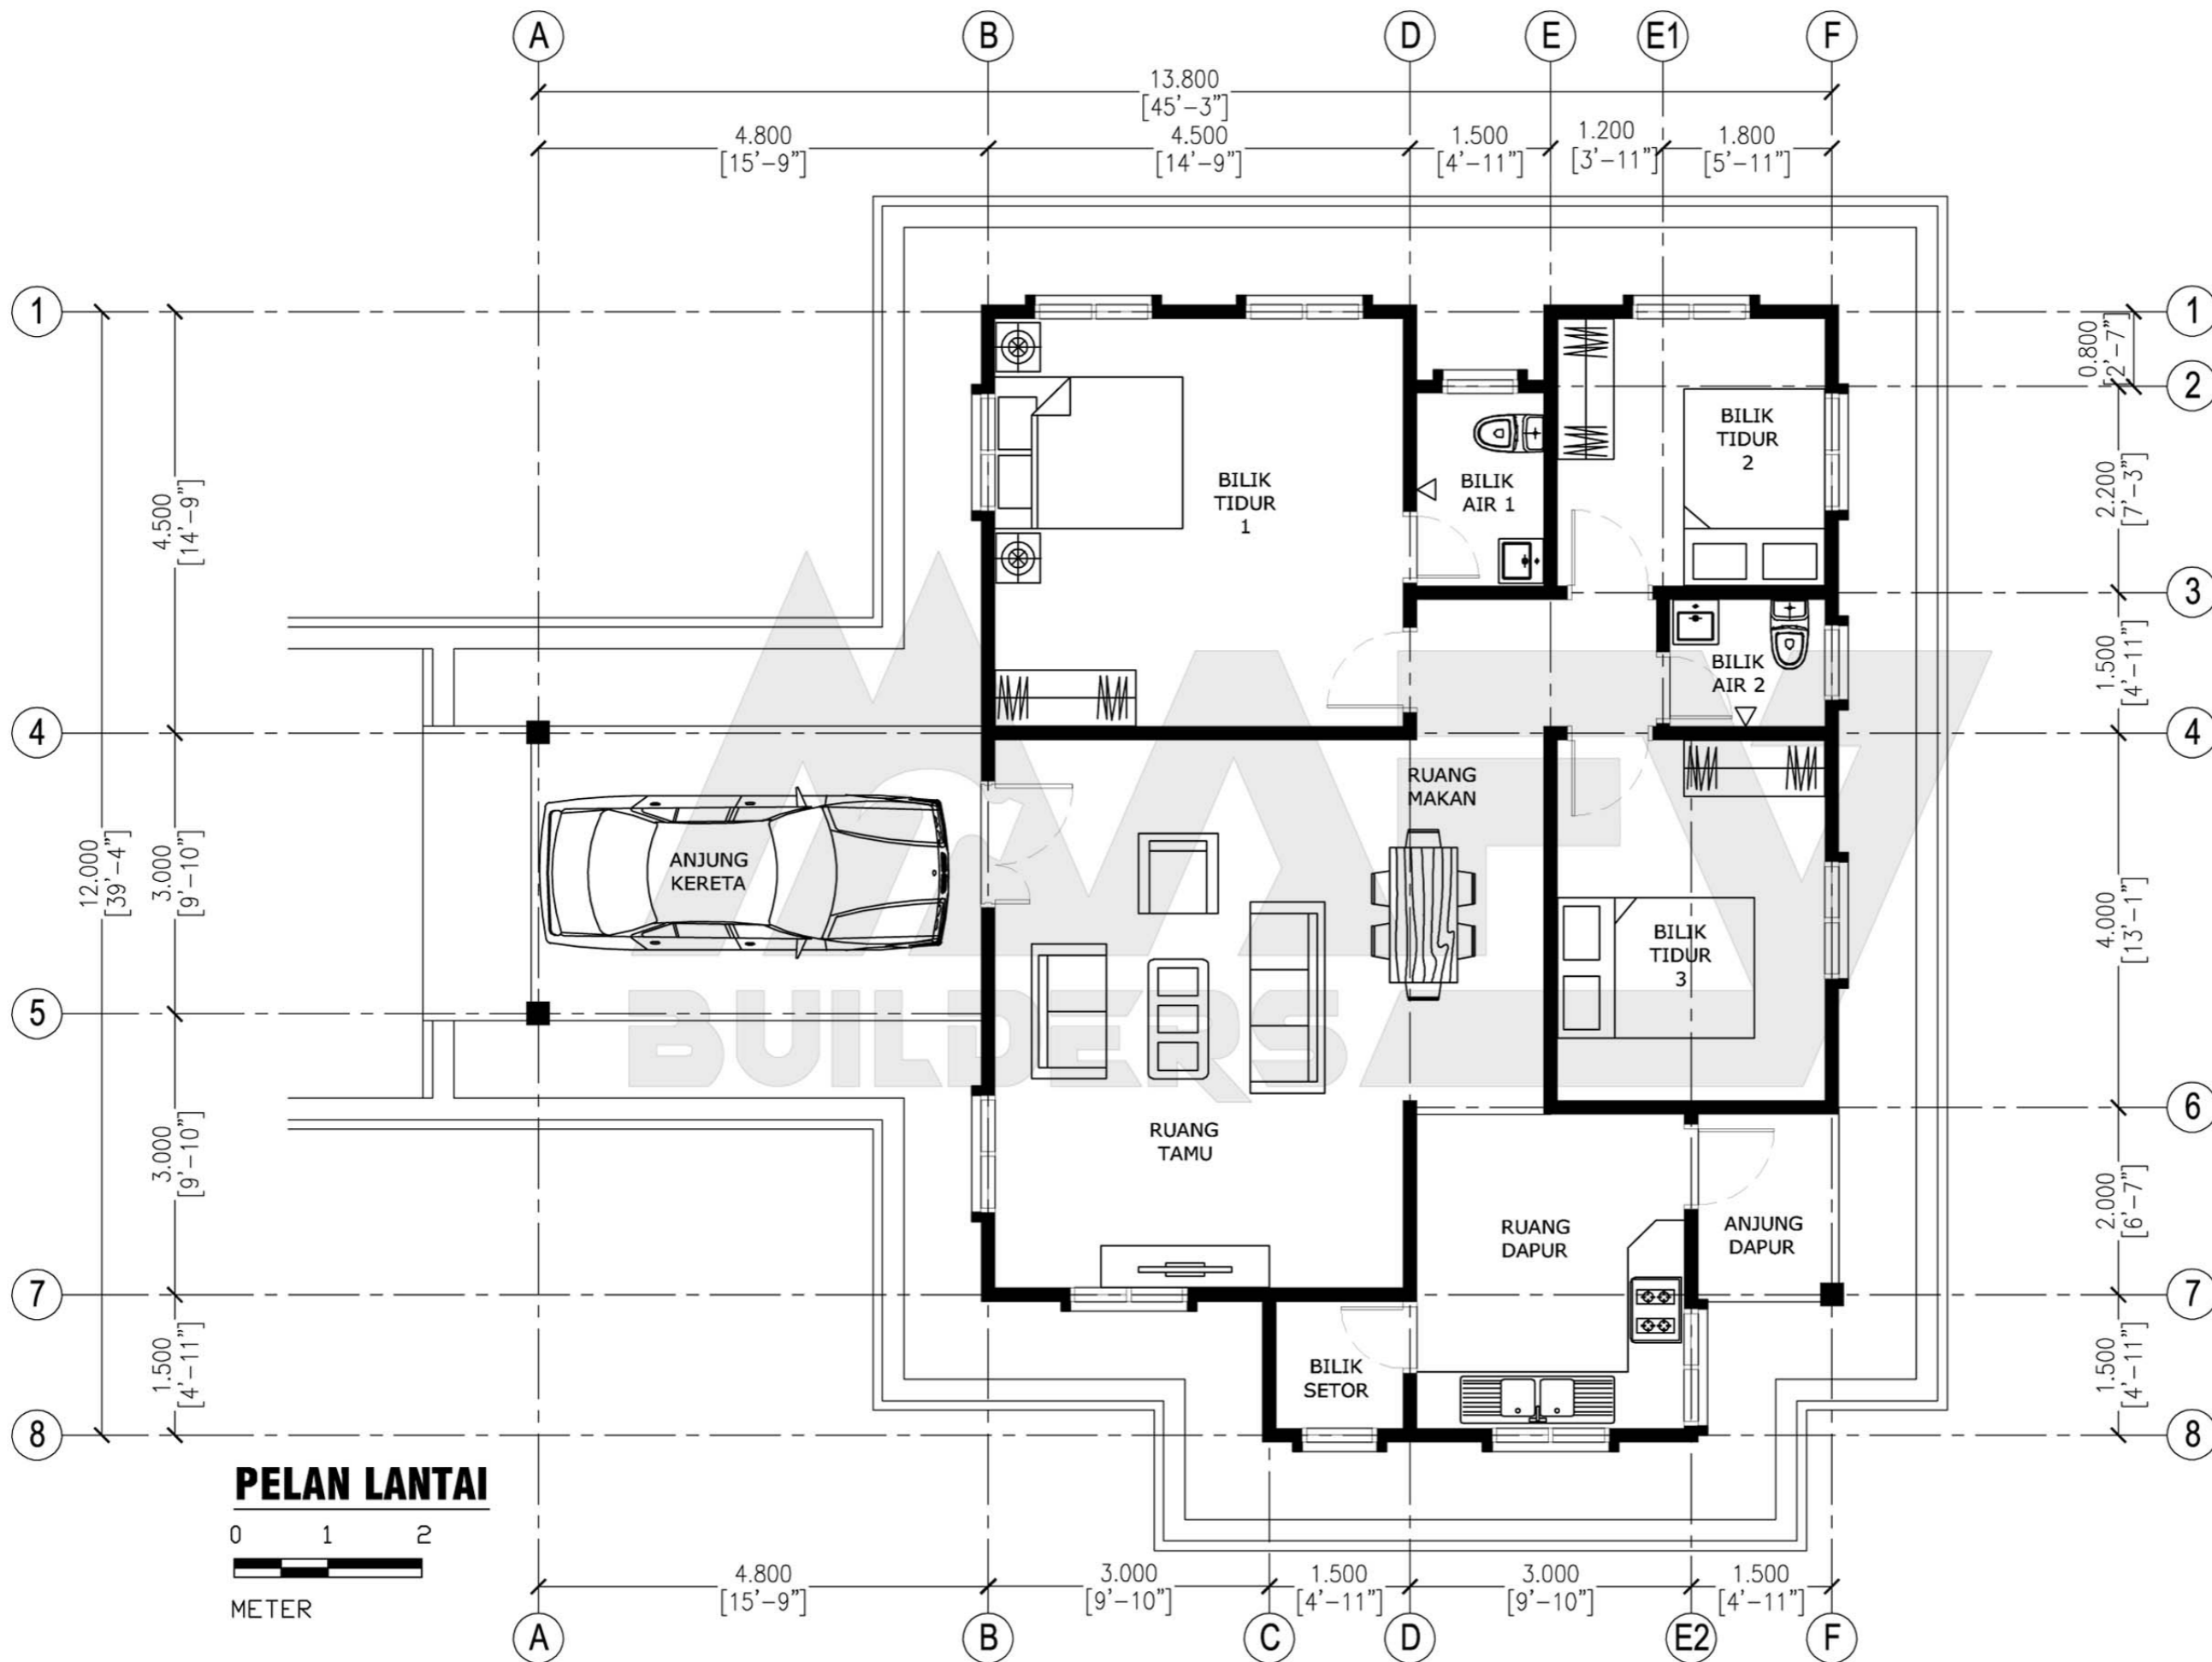 A B D E E1 F
13.800
[45'-3"]
4.800
[15'-9"]
4.500
[14'-9"]
1.500
[4'-11"]
1.200
[3'-11"]
1.800
[5'-11"]
1
1
0.800
[2'-7"]
2
BILIK
TIDUR
2
BILIK
TIDUR
1
BILIK
AIR 1
4.500
[14'-9"]
2.200
[7'-3"]
3
BILIK
AIR 2
1.500
[4'-11"]
4
4
RUANG
MAKAN
ANJUNG
KERETA
12.000
[39'-4"]
3.000
[9'-10"]
BILIK
TIDUR
3
4.000
[13'-1"]
5
BUILDERS
6
RUANG
TAMU
3.000
[9'-10"]
RUANG
DAPUR
ANJUNG
DAPUR
2.000
[6'-7"]
7
7
BILIK
SETOR
1.500
[4'-11"]
1.500
[4'-11"]
8
8
PELAN LANTAI
0 1 2
METER
4.800
[15'-9"]
3.000
[9'-10"]
1.500
[4'-11"]
3.000
[9'-10"]
1.500
[4'-11"]
A B C D E2 F